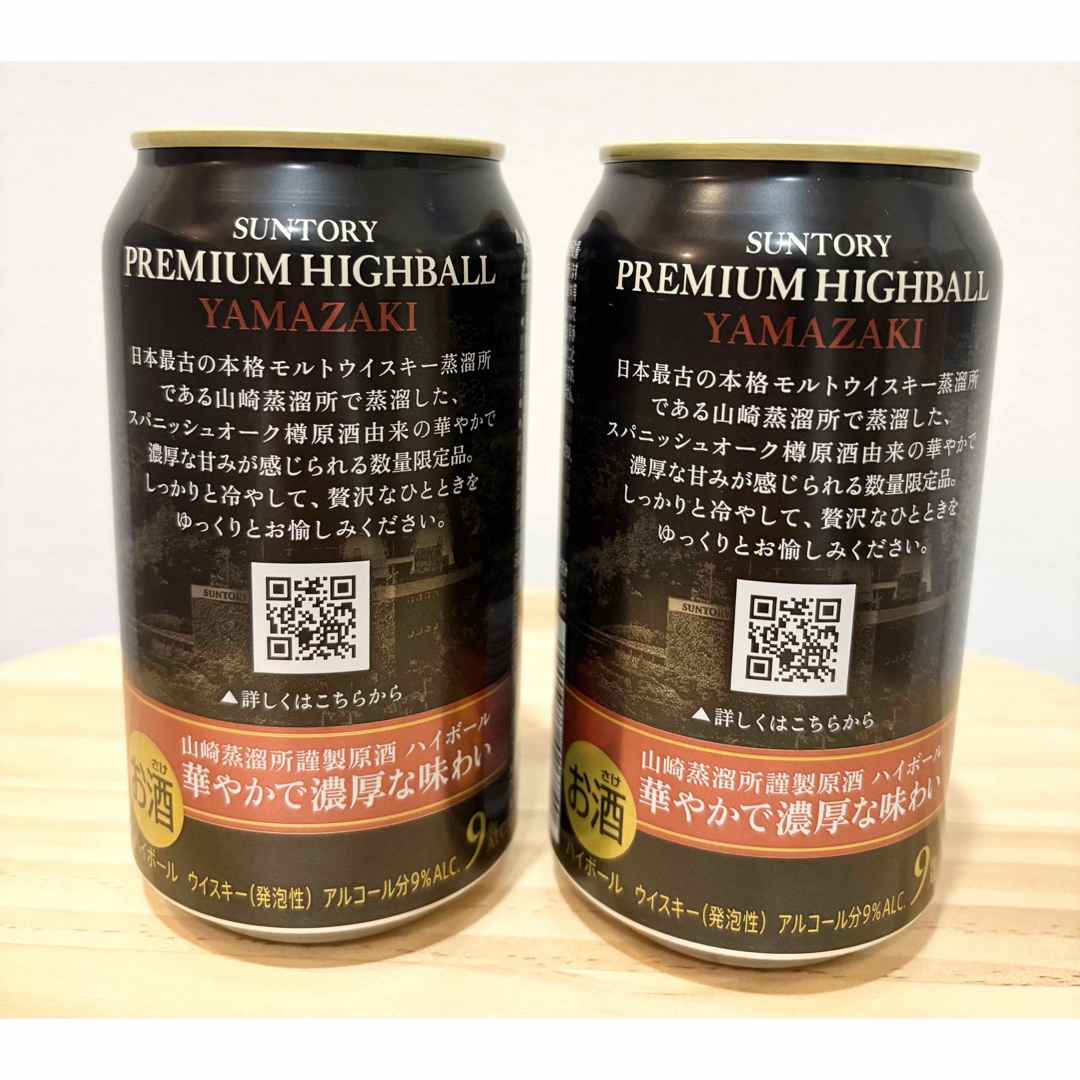 SUNTORY
PREMIUM HIGHBALL
YAMAZAKI
日本最古の本格モルトウイスキー蒸溜所
である山崎蒸溜所で蒸溜した、
スパニッシュオーク樽原酒由来の華やかで
濃厚な甘みが感じられる数量限定品。
しっかりと冷やして、贅沢なひとときを
ゆっくりとお愉しみください。
SUNTORY
▲詳しくはこちらから
山崎蒸溜所謹製原酒 ハイボール
華やかで濃厚な味わい
さけ
お酒
ハイボール ウイスキー(発泡性) アルコール分9%ALC. 9
SUNTORY
PREMIUM HIGHBALL
YAMAZAKI
日本最古の本格モルトウイスキー蒸溜所
である山崎蒸溜所で蒸溜した、
スパニッシュオーク樽原酒由来の華やかで
濃厚な甘みが感じられる数量限定品。
しっかりと冷やして、贅沢なひとときを
ゆっくりとお愉しみください。
SUNTORY
▲詳しくはこちらから
山崎蒸溜所謹製原酒 ハイボール
華やかで濃厚な味わい
さけ
お酒
ハイボール ウイスキー(発泡性) アルコール分9%ALC. 9